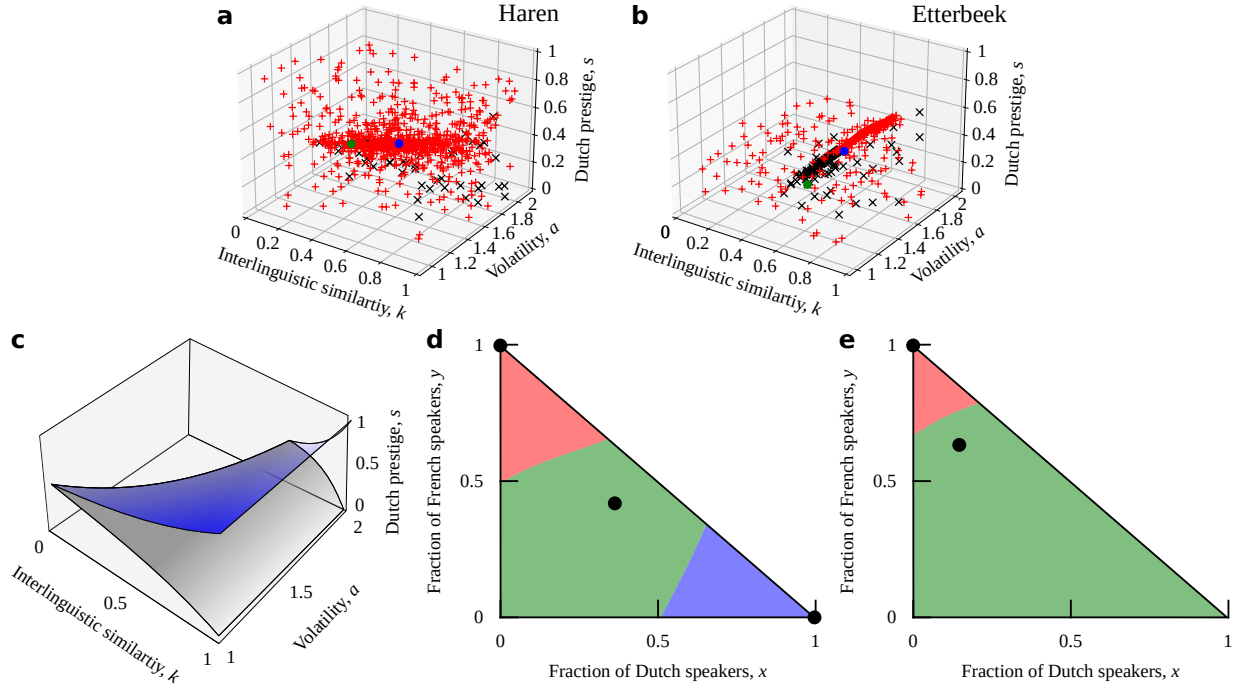 a
Haren
1
0.8
0.6
0.4
0.2
0
Dutch prestige, s
2
1.8
1.6
1.4
1.2
1
Volatility, a
0
0.2
0.4
0.6
0.8
1
Interlinguistic similartiy, k
b
Etterbeek
1
0.8
0.6
0.4
0.2
0
Dutch prestige, s
2
1.8
1.6
1.4
1.2
1
Volatility, a
0
0.2
0.4
0.6
0.8
1
Interlinguistic similartiy, k
c
1
0.5
0
Dutch prestige, s
2
1.5
1
Volatility, a
0
0.5
1
Interlinguistic similartiy, k
d
1
0.5
0
Fraction of French speakers, y
0
0.5
1
Fraction of Dutch speakers, x
e
1
0.5
0
Fraction of French speakers, y
0
0.5
1
Fraction of Dutch speakers, x